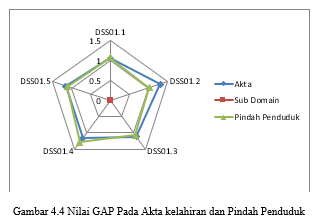 DSS01.1
1.5
1
0.5
0
DSS01.2
DSS01.3
DSS01.4
DSS01.5
Akta
Sub Domain
Pindah Penduduk
Gambar 4.4 Nilai GAP Pada Akta kelahiran dan Pindah Penduduk